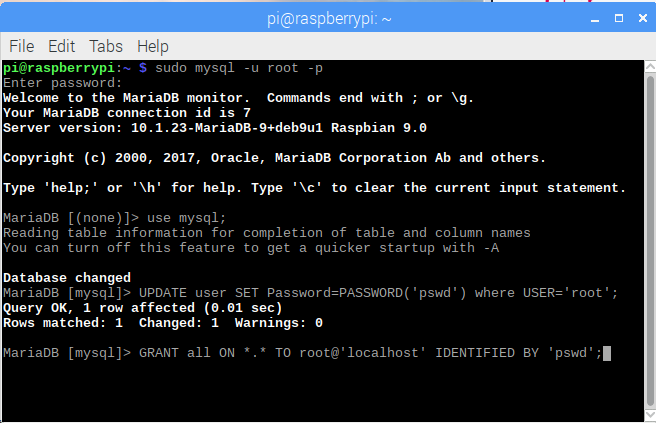 pi@raspberrypi: ~
File Edit Tabs Help
pi@raspberrypi:~ $ sudo mysql -u root -p
Enter password:
Welcome to the MariaDB monitor.  Commands end with ; or \g.
Your MariaDB connection id is 7
Server version: 10.1.23-MariaDB-9+deb9u1 Raspbian 9.0
Copyright (c) 2000, 2017, Oracle, MariaDB Corporation Ab and others.
Type 'help;' or '\h' for help. Type '\c' to clear the current input statement.
MariaDB [(none)]> use mysql;
Reading table information for completion of table and column names
You can turn off this feature to get a quicker startup with -A
Database changed
MariaDB [mysql]> UPDATE user SET Password=PASSWORD('pswd') where USER='root';
Query OK, 1 row affected (0.01 sec)
Rows matched: 1  Changed: 1  Warnings: 0
MariaDB [mysql]> GRANT all ON *.* TO root@'localhost' IDENTIFIED BY 'pswd';